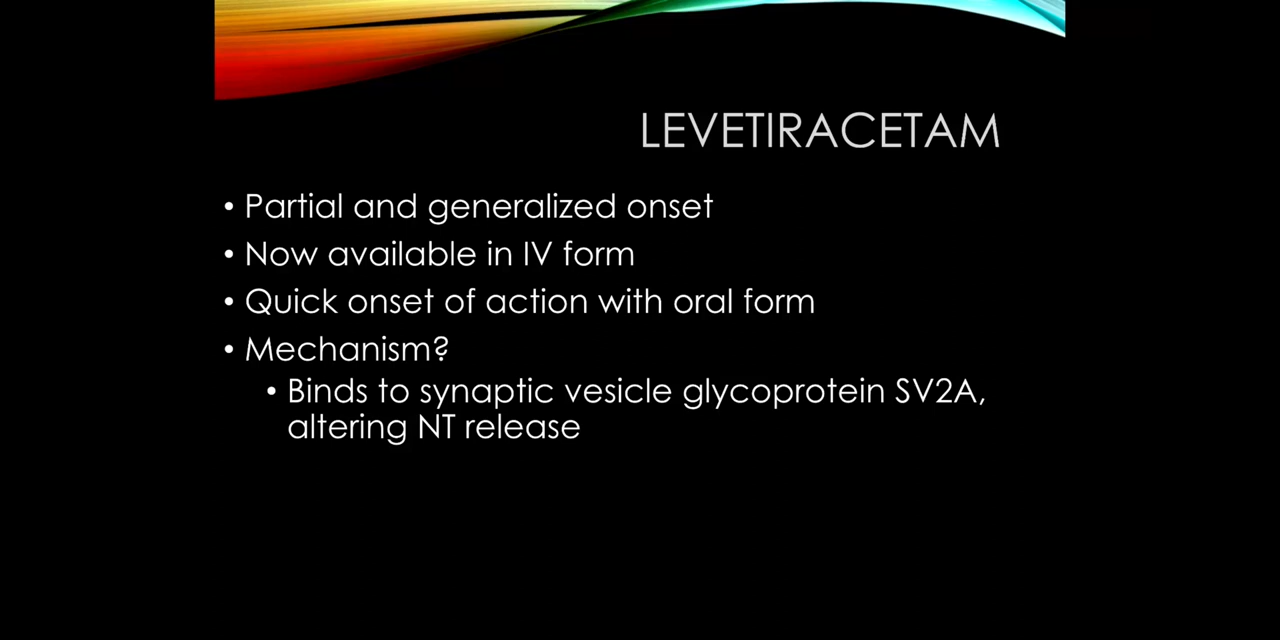 LEVETIRACETAM
• Partial and generalized onset
• Now available in IV form
• Quick onset of action with oral form
• Mechanism?
• Binds to synaptic vesicle glycoprotein SV2A,
altering NT release